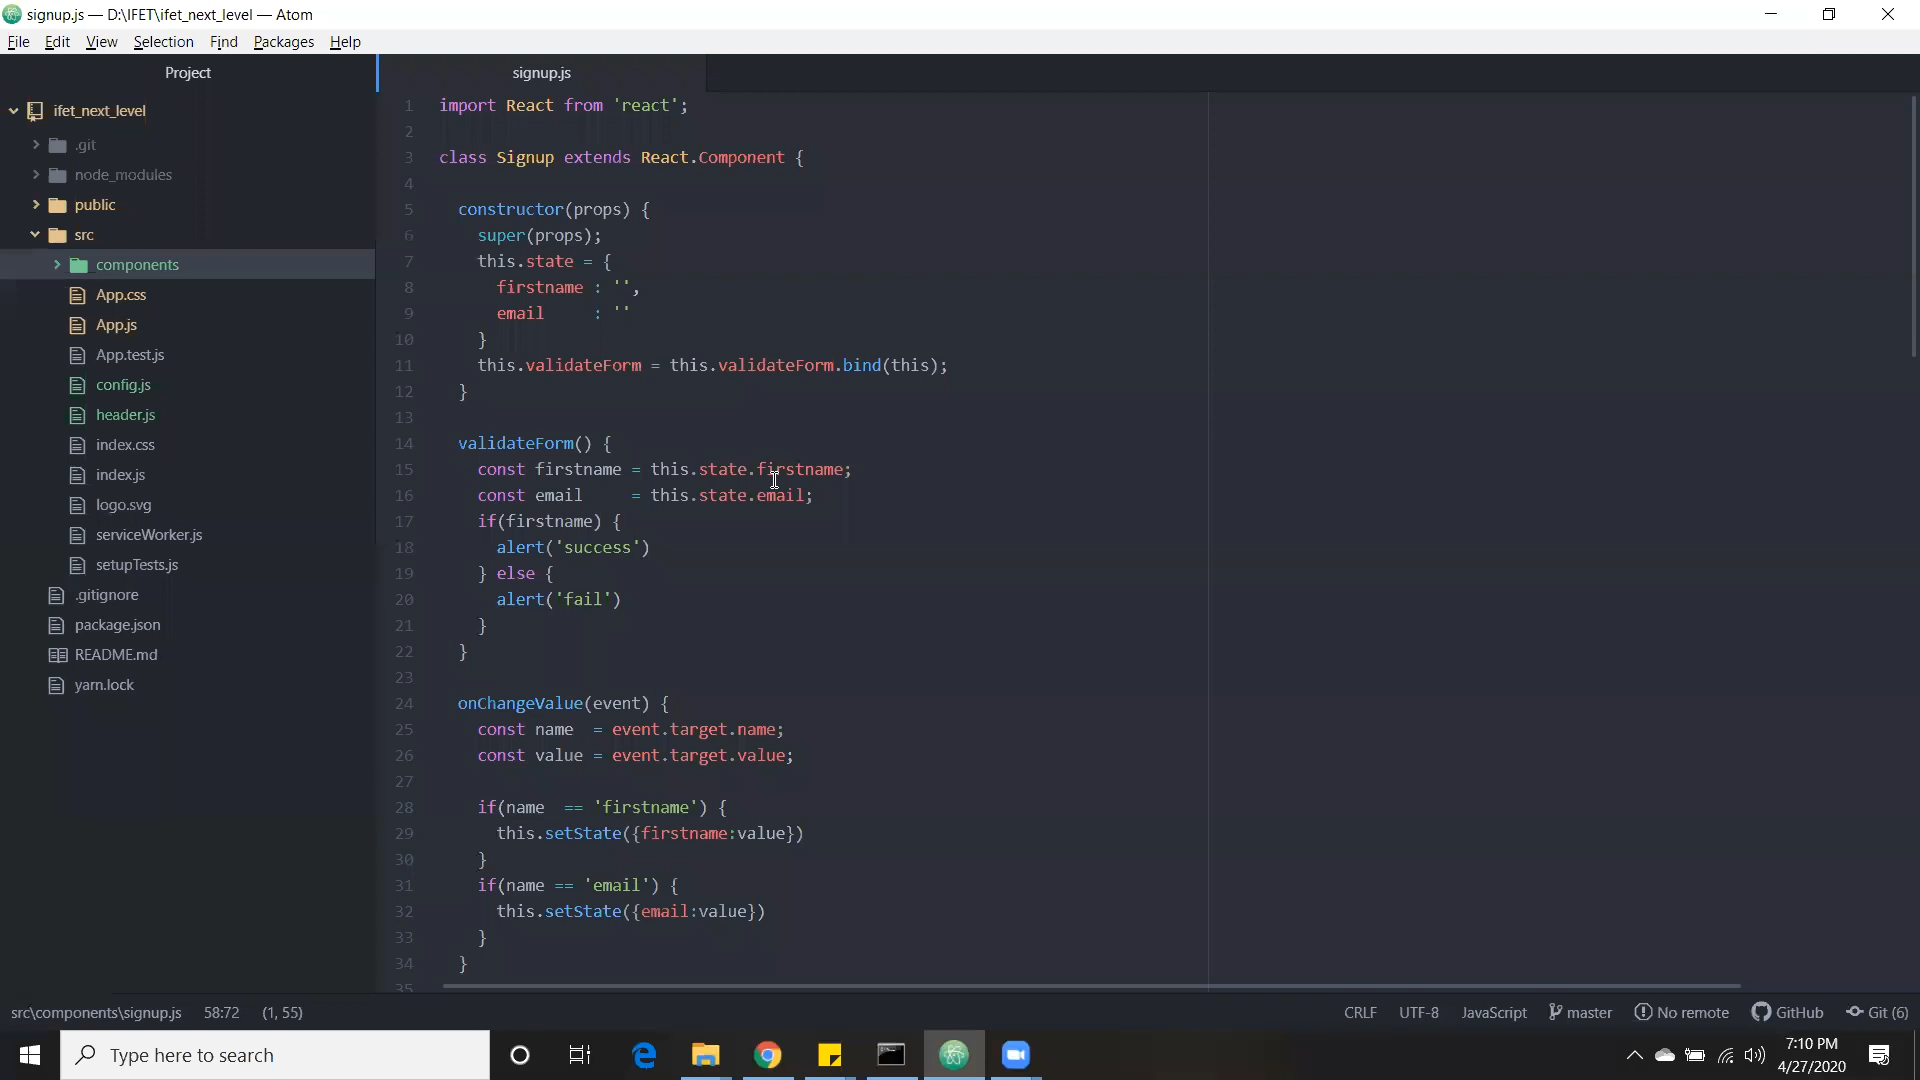 signup.js — D:\IFET\ifet_next_level — Atom
File Edit View Selection Find Packages Help
Project
ifet_next_level
.git
node_modules
public
src
components
App.css
App.js
App.test.js
config.js
header.js
index.css
index.js
logo.svg
serviceWorker.js
setupTests.js
.gitignore
package.json
README.md
yarn.lock
signup.js
1 import React from 'react';
2
3 class Signup extends React.Component {
4
5 constructor(props) {
6 super(props);
7 this.state = {
8 firstname : '',
9 email : ''
10 }
11 this.validateForm = this.validateForm.bind(this);
12 }
13
14 validateForm() {
15 const firstname = this.state.firstname;
16 const email = this.state.email;
17 if(firstname) {
18 alert('success')
19 } else {
20 alert('fail')
21 }
22 }
23
24 onChangeValue(event) {
25 const name = event.target.name;
26 const value = event.target.value;
27
28 if(name == 'firstname') {
29 this.setState({firstname:value})
30 }
31 if(name == 'email') {
32 this.setState({email:value})
33 }
34 }
35
src\components\signup.js 58:72 (1, 55) CRLF UTF-8 JavaScript master No remote GitHub Git (6)
Type here to search
7:10 PM
4/27/2020